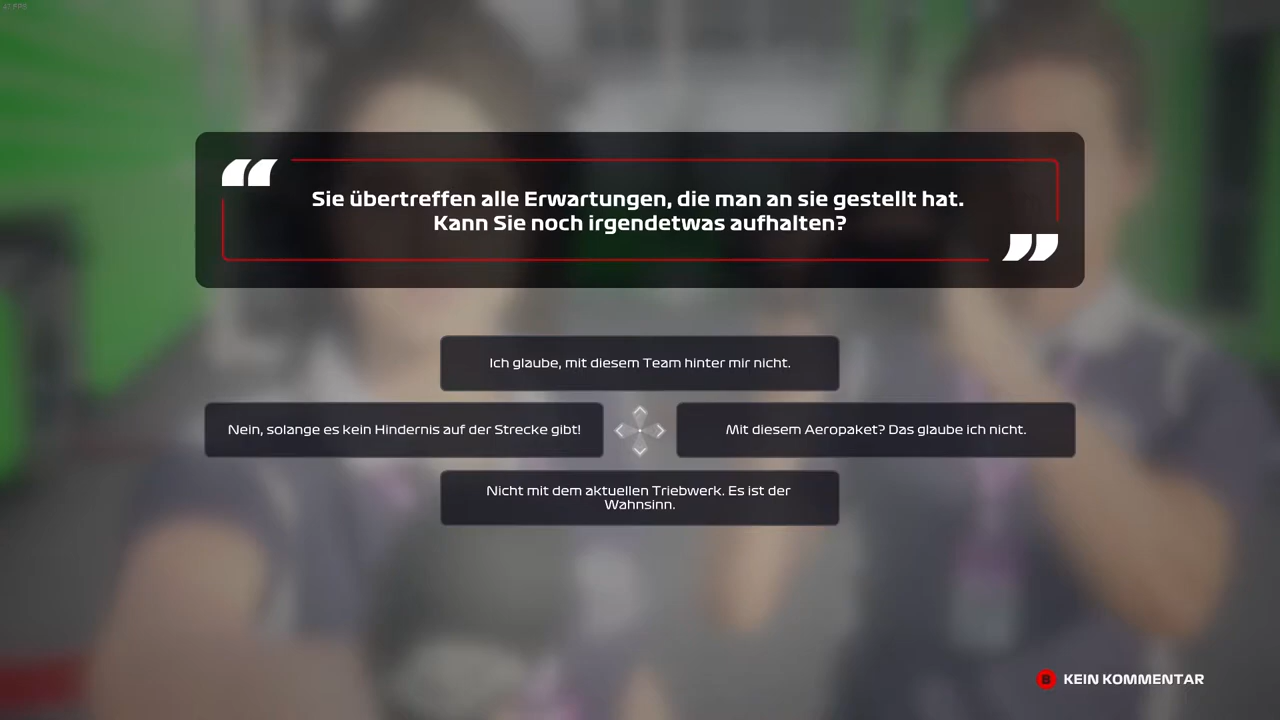 Sie übertreffen alle Erwartungen, die man an sie gestellt hat.
Kann Sie noch irgendetwas aufhalten?
Ich glaube, mit diesem Team hinter mir nicht.
Nein, solange es kein Hindernis auf der Strecke gibt!
Mit diesem Aeropaket? Das glaube ich nicht.
Nicht mit dem aktuellen Triebwerk. Es ist der
Wahnsinn.
B KEIN KOMMENTAR